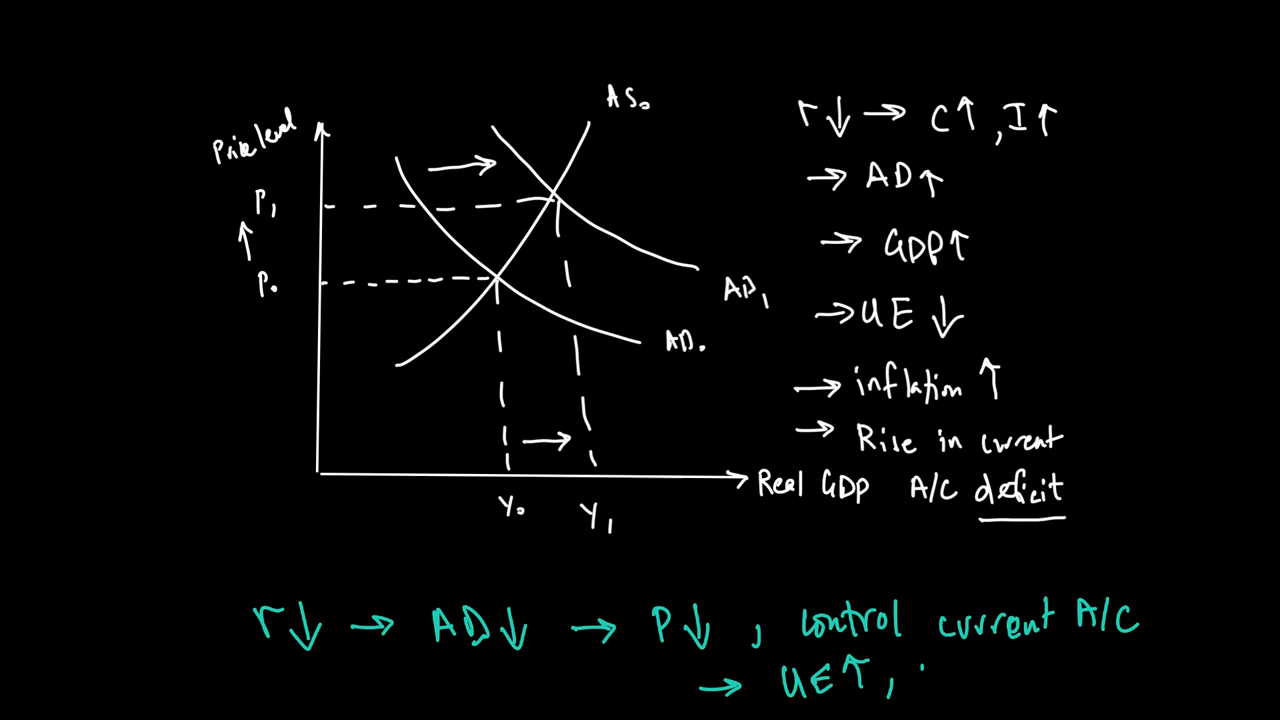 AS₀
Price level
P₁
↑
P₀
AD₁
AD₀
Real GDP
Y₀
Y₁
r↓ → C↑, I↑
→ AD↑
→ GDP↑
→ UE ↓
→ inflation ↑
→ Rise in current
A/C deficit
r↓ → AD↓ → P↓, control current A/C
→ UE↑,